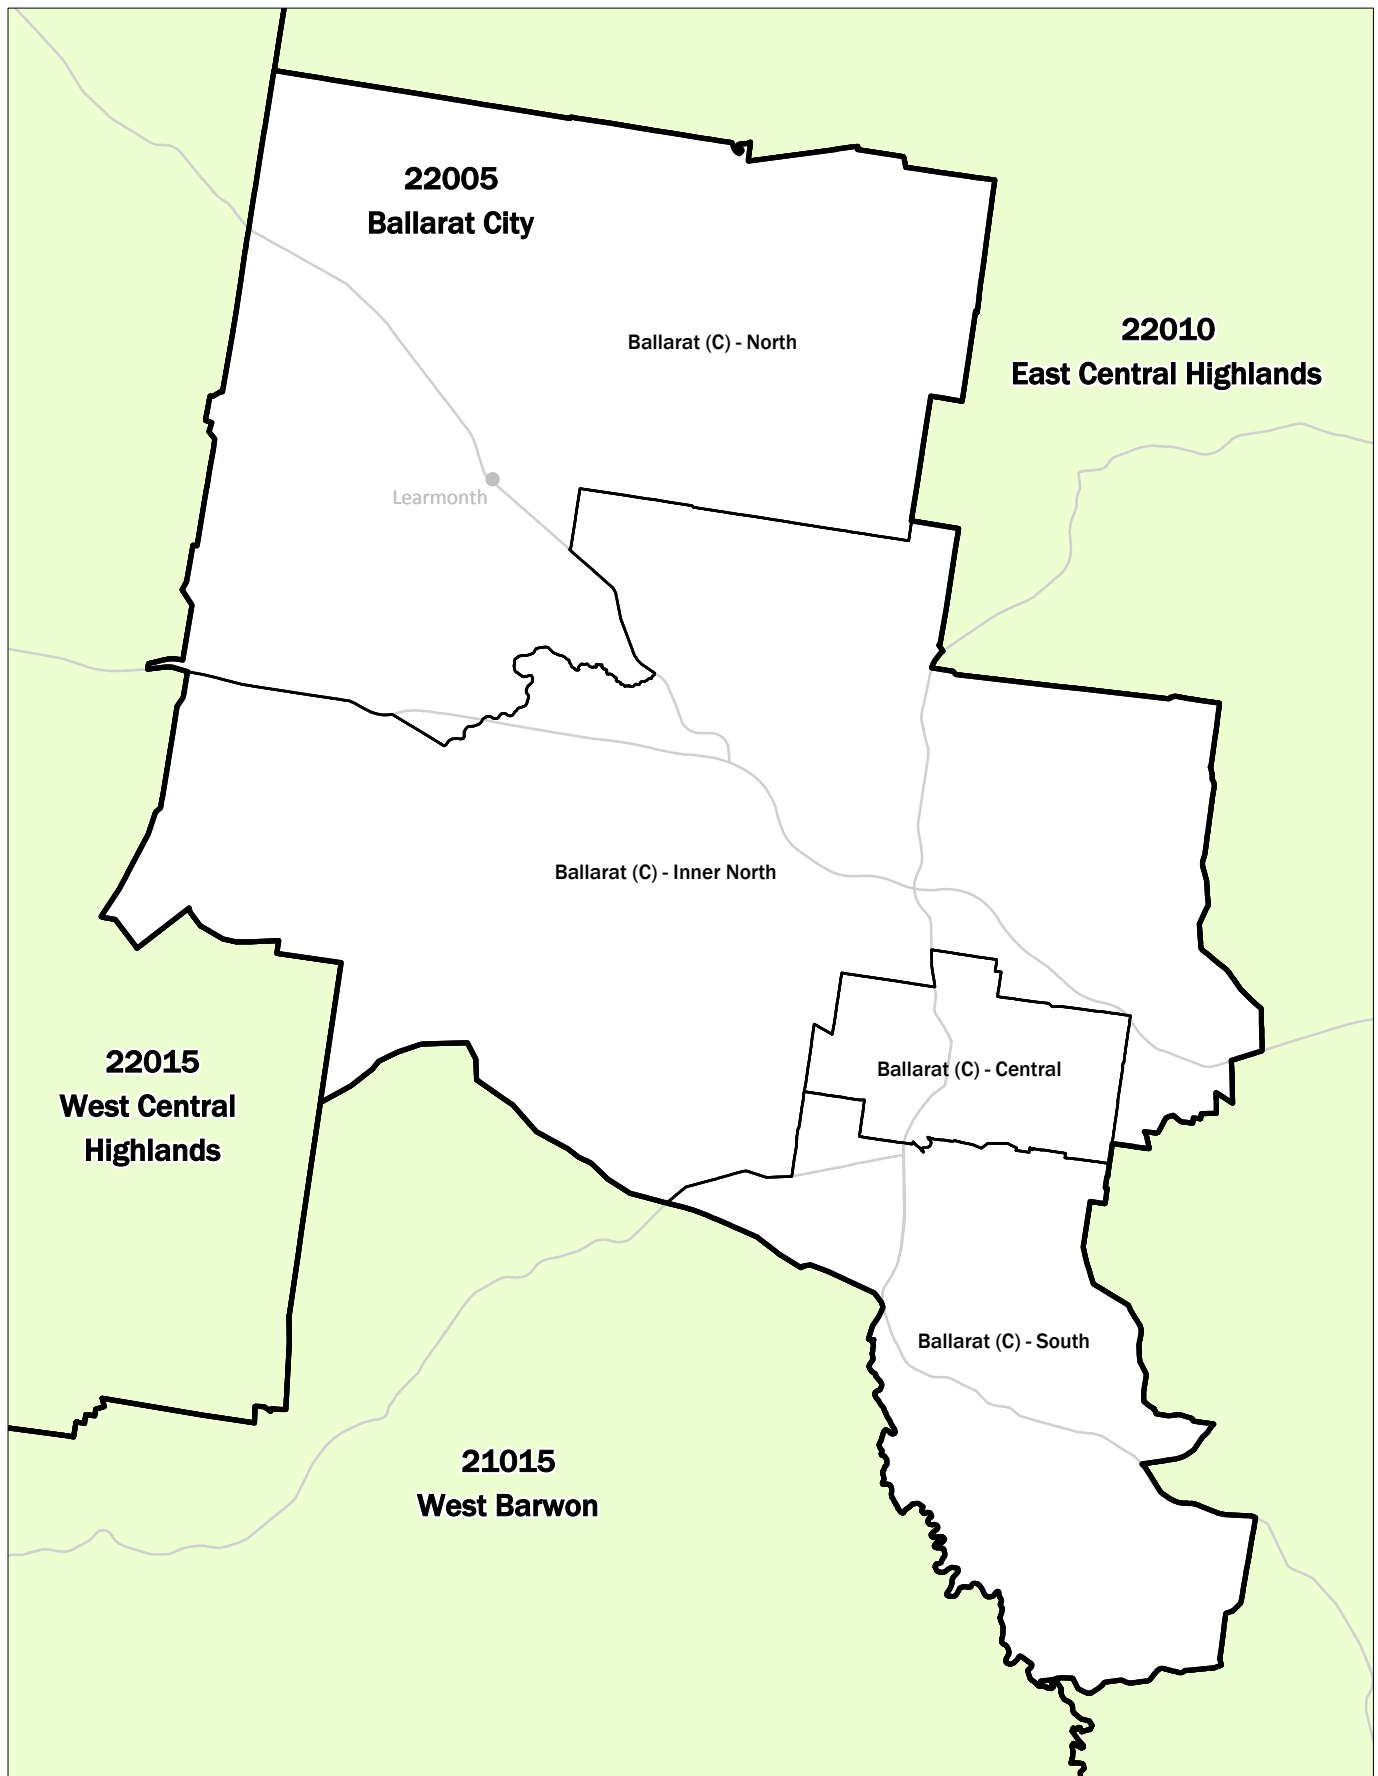 22005
Ballarat City
Ballarat (C) - North
22010
East Central Highlands
Learmonth
Ballarat (C) - Inner North
22015
West Central
Highlands
Ballarat (C) - Central
Ballarat (C) - South
21015
West Barwon